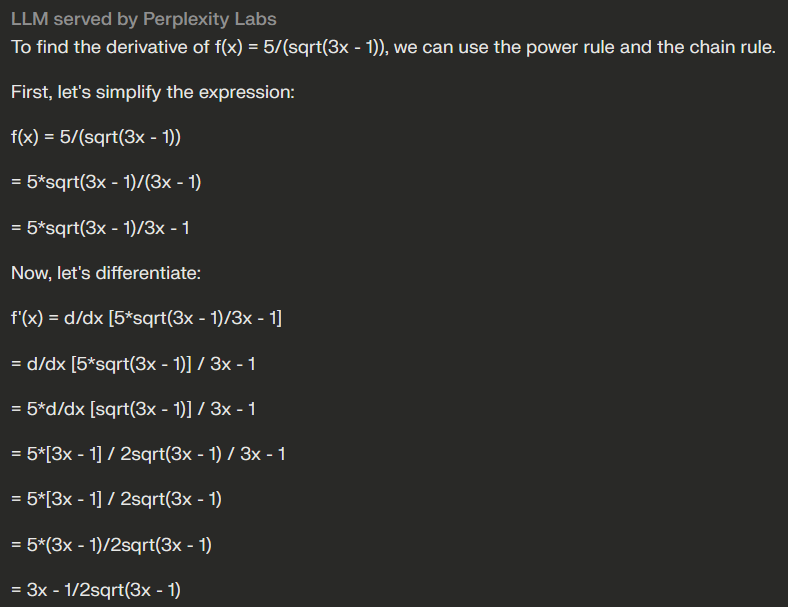 LLM served by Perplexity Labs
To find the derivative of f(x) = 5/(sqrt(3x - 1)), we can use the power rule and the chain rule.
First, let's simplify the expression:
f(x) = 5/(sqrt(3x - 1))
= 5*sqrt(3x - 1)/(3x - 1)
= 5*sqrt(3x - 1)/3x - 1
Now, let's differentiate:
f'(x) = d/dx [5*sqrt(3x - 1)/3x - 1]
= d/dx [5*sqrt(3x - 1)] / 3x - 1
= 5*d/dx [sqrt(3x - 1)] / 3x - 1
= 5*[3x - 1] / 2sqrt(3x - 1) / 3x - 1
= 5*[3x - 1] / 2sqrt(3x - 1)
= 5*(3x - 1)/2sqrt(3x - 1)
= 3x - 1/2sqrt(3x - 1)